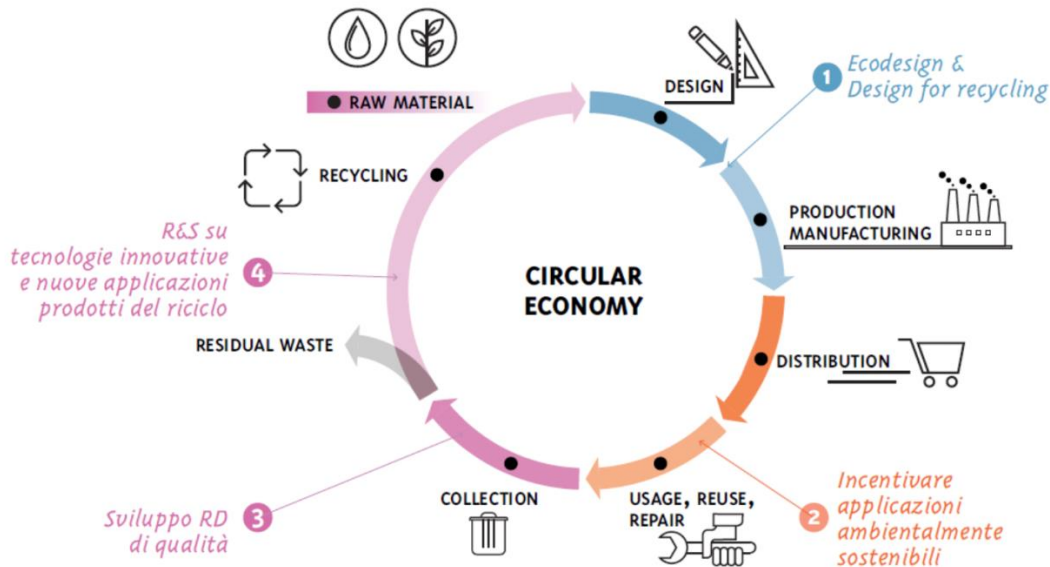 RAW MATERIAL
DESIGN
1
Ecodesign &
Design for recycling
RECYCLING
PRODUCTION
MANUFACTURING
R&S su
tecnologie innovative
e nuove applicazioni
prodotti del riciclo
4
CIRCULAR
ECONOMY
RESIDUAL WASTE
DISTRIBUTION
COLLECTION
USAGE, REUSE,
REPAIR
Sviluppo RD
di qualità
3
2
Incentivare
applicazioni
ambientalmente
sostenibili